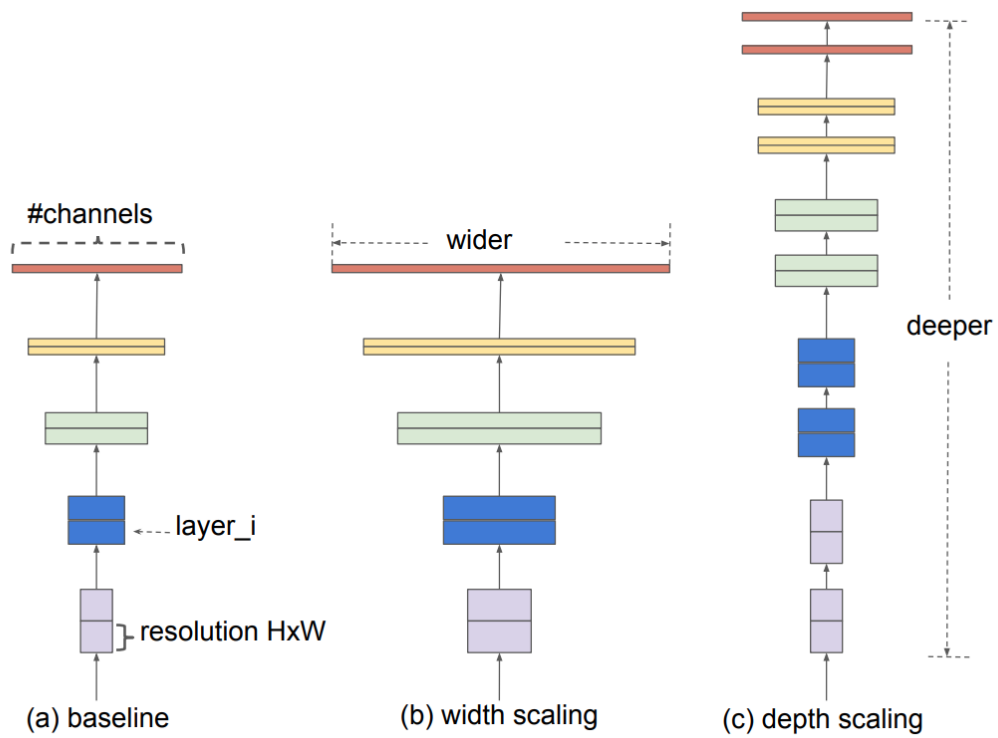 #channels
layer_i
resolution HxW
(a) baseline
wider
(b) width scaling
deeper
(c) depth scaling